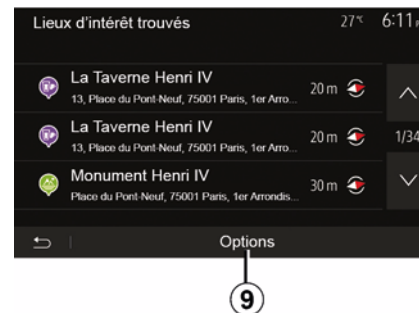 Lieux d'intérêt trouvés 27°C 6:11
La Taverne Henri IV
13, Place du Pont-Neuf, 75001 Paris, 1er Arro... 20 m
1/34
La Taverne Henri IV
13, Place du Pont-Neuf, 75001 Paris, 1er Arro... 20 m
Monument Henri IV
Place du Pont-Neuf, 75001 Paris, 1er Arrondis... 30 m
Options
9